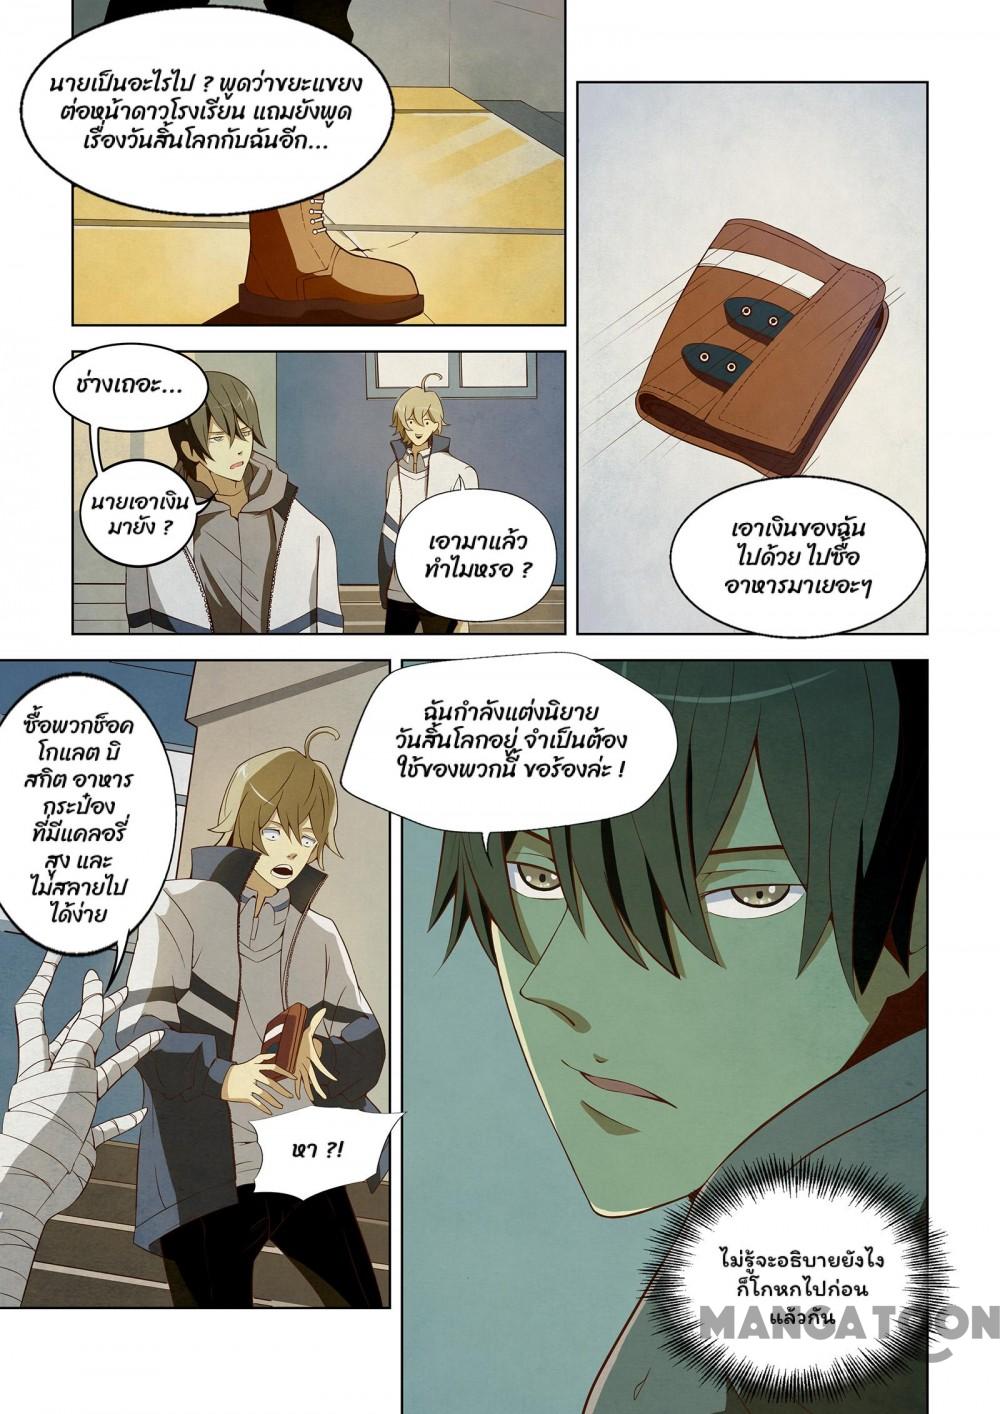 นายเป็นอะไรไป ? พูดว่าขยะแขยง
ต่อหน้าดาวโรงเรียน แถมยังพูด
เรื่องวันสิ้นโลกกับฉันอีก...
ช่างเถอะ...
นายเอาเงิน
มายัง ?
เอามาแล้ว
ทำไมหรอ ?
เอาเงินของฉัน
ไปด้วย ไปซื้อ
อาหารมาเยอะๆ
ซื้อพวกช็อค
โกแลต บิ
สกิต อาหาร
กระป๋อง
ที่มีแคลอรี่
สูง และ
ไม่สลายไป
ได้ง่าย
หา ?!
ฉันกำลังแต่งนิยาย
วันสิ้นโลกอยู่ จำเป็นต้อง
ใช้ของพวกนี้ ขอร้องล่ะ !
ไม่รู้จะอธิบายยังไง
ก็โกหกไปก่อน
แล้วกัน
MANGATOON